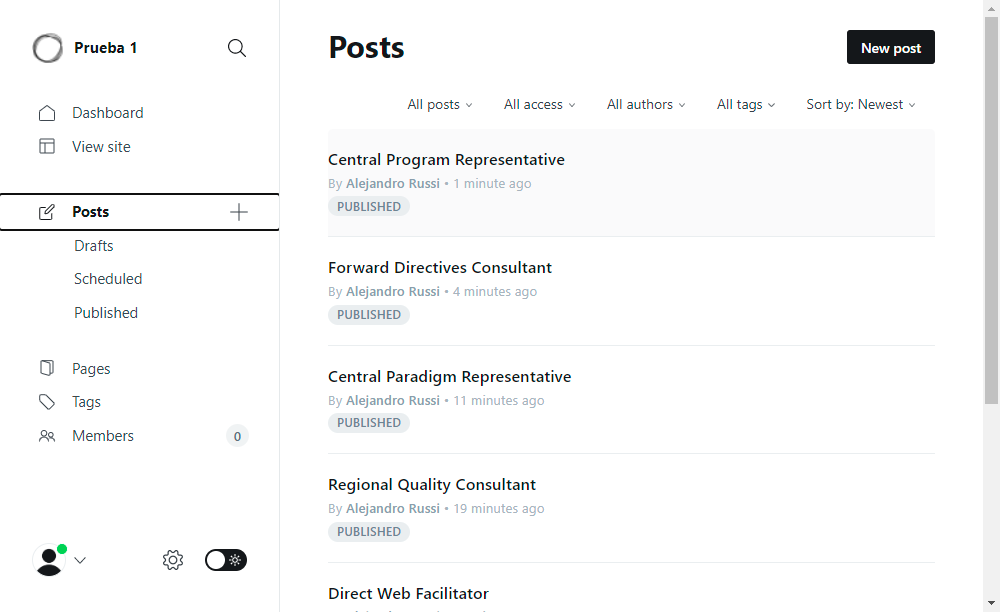 Prueba 1
Dashboard
View site
Posts
Drafts
Scheduled
Published
Pages
Tags
Members 0
Posts
New post
All posts All access All authors All tags Sort by: Newest
Central Program Representative
By Alejandro Russi • 1 minute ago
PUBLISHED
Forward Directives Consultant
By Alejandro Russi • 4 minutes ago
PUBLISHED
Central Paradigm Representative
By Alejandro Russi • 11 minutes ago
PUBLISHED
Regional Quality Consultant
By Alejandro Russi • 19 minutes ago
PUBLISHED
Direct Web Facilitator